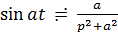 sin at ≓ a / p² + a²